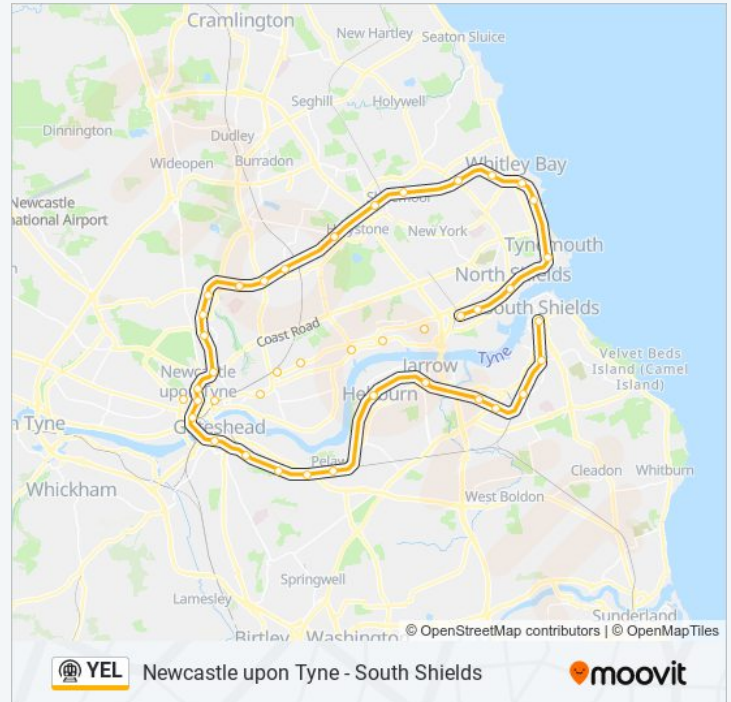 Cramlington
New Hartley
Seaton Sluice
Seghill
Holywell
Dinnington
Dudley
Wideopen
Burradon
Whitley Bay
Newcastle
national Airport
New York
Tynemouth
North Shields
South Shields
Coast Road
Tyne
Velvet Beds
Island (Camel
Island)
Jarrow
Newcastle
upon Tyne
Hebburn
n Tyne
Gateshead
Pelaw
Whickham
Cleadon
Whitburn
West Boldon
Springwell
Lamesley
Sunderland
Birtley
Washington
© OpenStreetMap contributors | © OpenMapTiles
YEL
Newcastle upon Tyne - South Shields
moovit